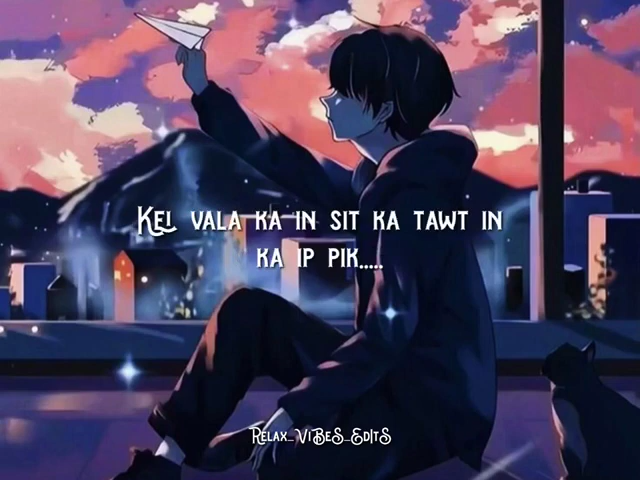 Kei vala ka in sit ka tawt in
ka ip pik.....
Relax_Vibes_Edits